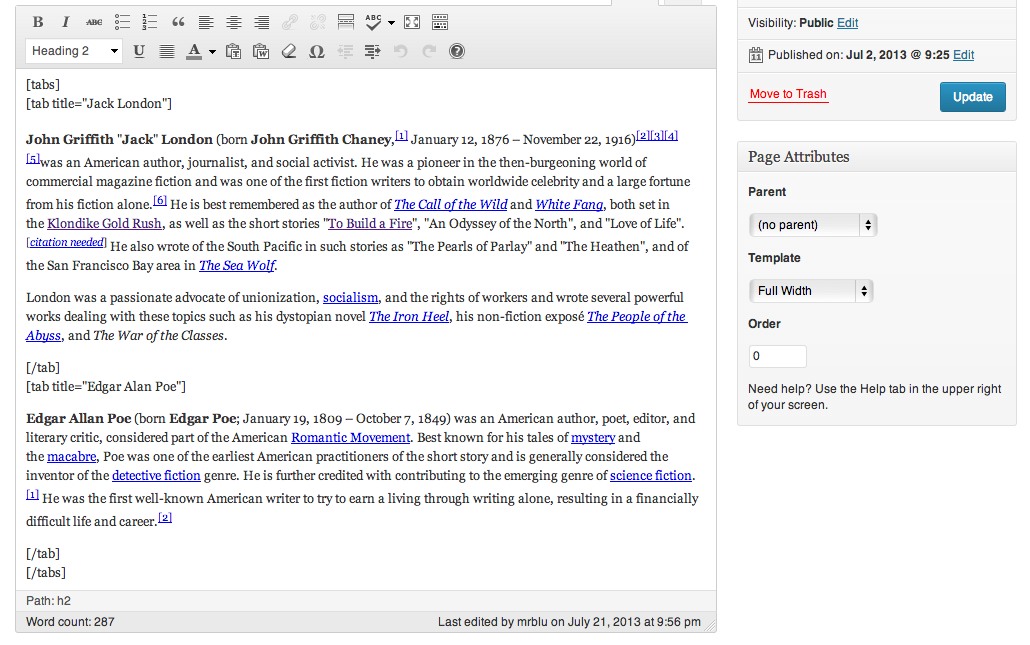 B I ABC ABC
Heading 2 U A Ω
[tabs]
[tab title="Jack London"]
John Griffith "Jack" London (born John Griffith Chaney,[1] January 12, 1876 – November 22, 1916)[2][3][4]
[5]was an American author, journalist, and social activist. He was a pioneer in the then-burgeoning world of
commercial magazine fiction and was one of the first fiction writers to obtain worldwide celebrity and a large fortune
from his fiction alone.[6] He is best remembered as the author of The Call of the Wild and White Fang, both set in
the Klondike Gold Rush, as well as the short stories "To Build a Fire", "An Odyssey of the North", and "Love of Life".
[citation needed] He also wrote of the South Pacific in such stories as "The Pearls of Parlay" and "The Heathen", and of
the San Francisco Bay area in The Sea Wolf.
London was a passionate advocate of unionization, socialism, and the rights of workers and wrote several powerful
works dealing with these topics such as his dystopian novel The Iron Heel, his non-fiction exposé The People of the
Abyss, and The War of the Classes.
[/tab]
[tab title="Edgar Alan Poe"]
Edgar Allan Poe (born Edgar Poe; January 19, 1809 – October 7, 1849) was an American author, poet, editor, and
literary critic, considered part of the American Romantic Movement. Best known for his tales of mystery and
the macabre, Poe was one of the earliest American practitioners of the short story and is generally considered the
inventor of the detective fiction genre. He is further credited with contributing to the emerging genre of science fiction.
[1] He was the first well-known American writer to try to earn a living through writing alone, resulting in a financially
difficult life and career.[2]
[/tab]
[/tabs]
Path: h2
Word count: 287 Last edited by mrblu on July 21, 2013 at 9:56 pm
Visibility: Public Edit
11 Published on: Jul 2, 2013 @ 9:25 Edit
Move to Trash Update
Page Attributes
Parent
(no parent)
Template
Full Width
Order
0
Need help? Use the Help tab in the upper right
of your screen.